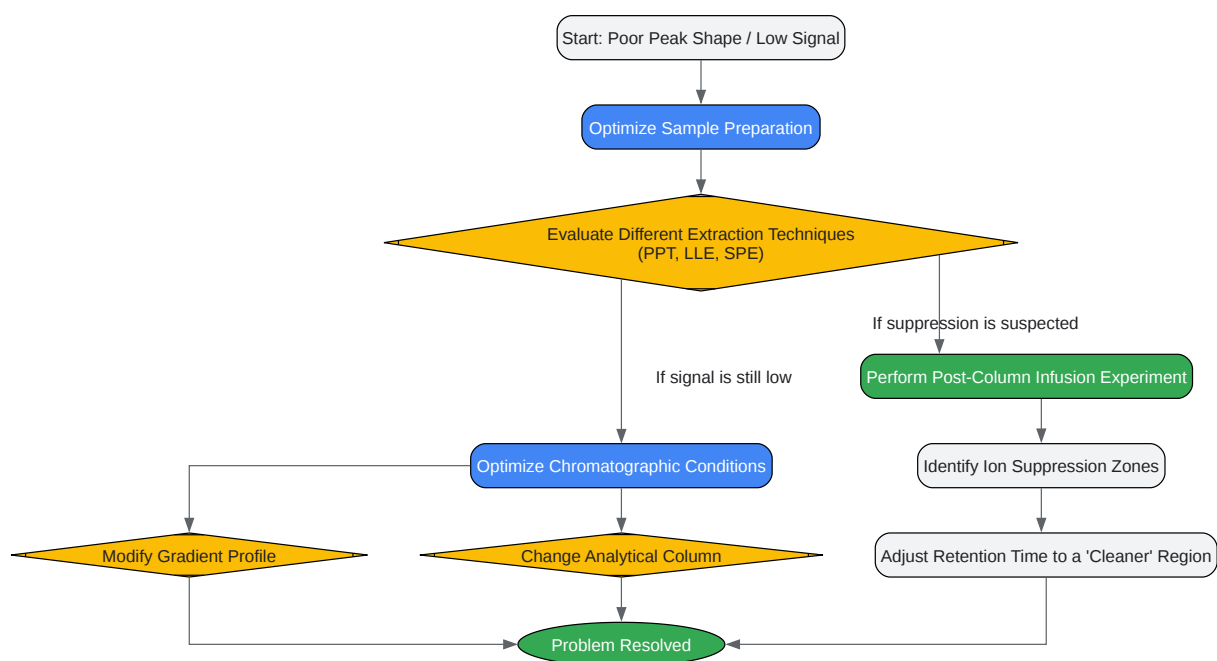 Start: Poor Peak Shape / Low Signal
Optimize Sample Preparation
Evaluate Different Extraction Techniques
(PPT, LLE, SPE)
If suppression is suspected
If signal is still low
Perform Post-Column Infusion Experiment
Optimize Chromatographic Conditions
Identify Ion Suppression Zones
Modify Gradient Profile
Change Analytical Column
Adjust Retention Time to a 'Cleaner' Region
Problem Resolved